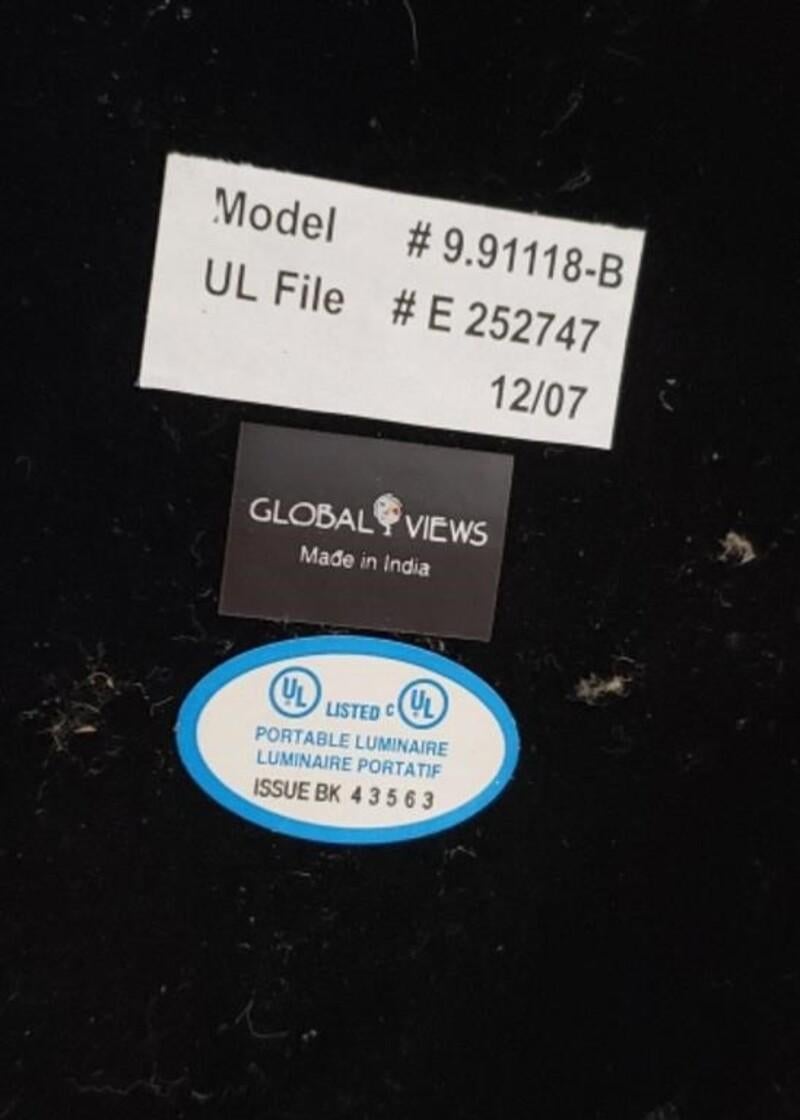 Model # 9.91118-B
UL File # E 252747
12/07
GLOBAL VIEWS
Made in India
UL LISTED C UL
PORTABLE LUMINAIRE
LUMINAIRE PORTATIF
ISSUE BK 43563